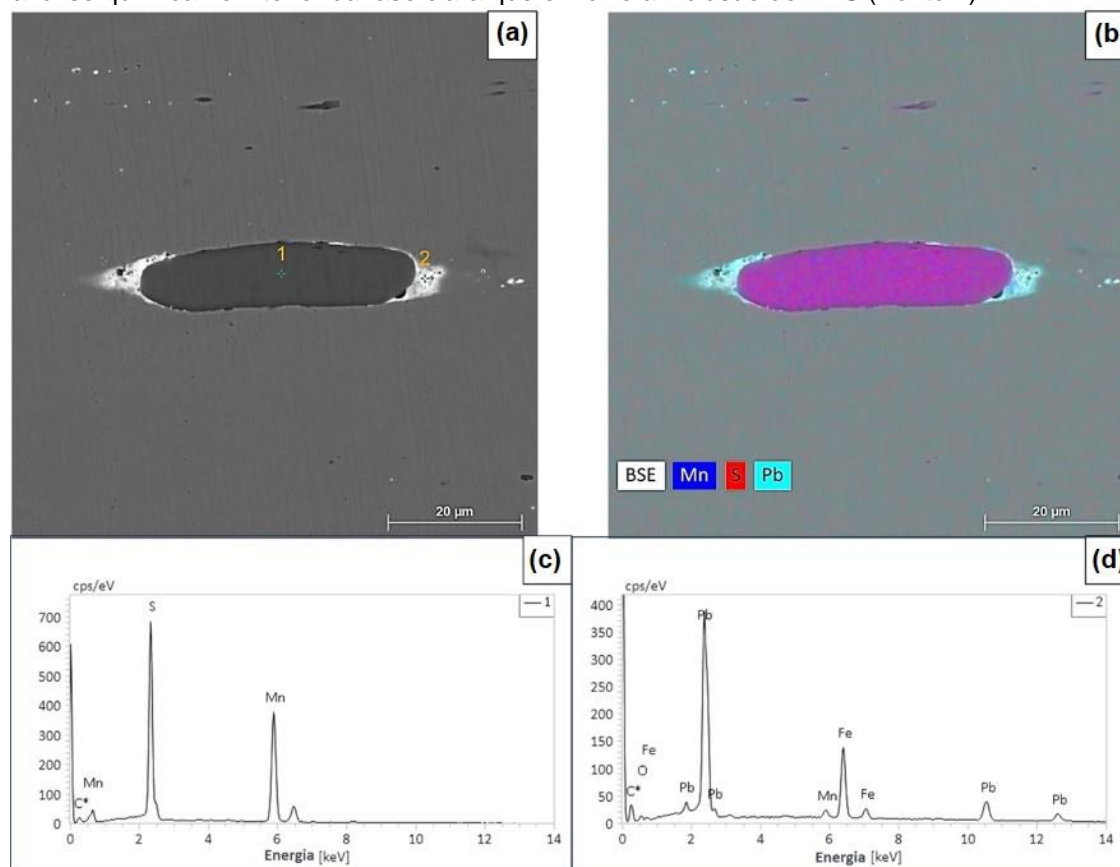 (a)
(b)
1
2
20 µm
BSE Mn S Pb
20 µm
(c)
(d)
cps/eV
1
S
Mn
Mn
C*
700
600
500
400
300
200
100
0
0 2 4 6 8 10 12 14
Energia [keV]
cps/eV
2
Pb
Fe
Fe
O
C*
Pb
Pb
Mn
Fe
Pb
Pb
400
350
300
250
200
150
100
50
0
0 2 4 6 8 10 12 14
Energia [keV]